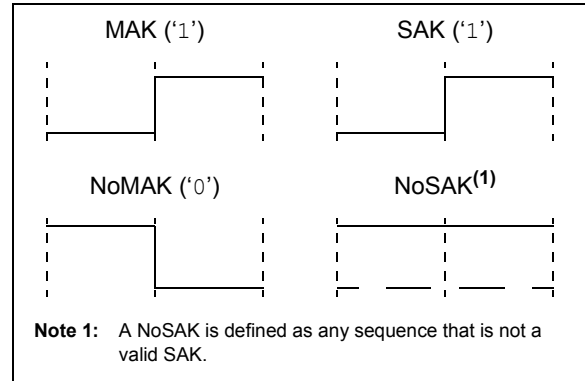 MAK (‘1’) SAK (‘1’)
NoMAK (‘0’) NoSAK(1)
Note 1: A NoSAK is defined as any sequence that is not a
valid SAK.